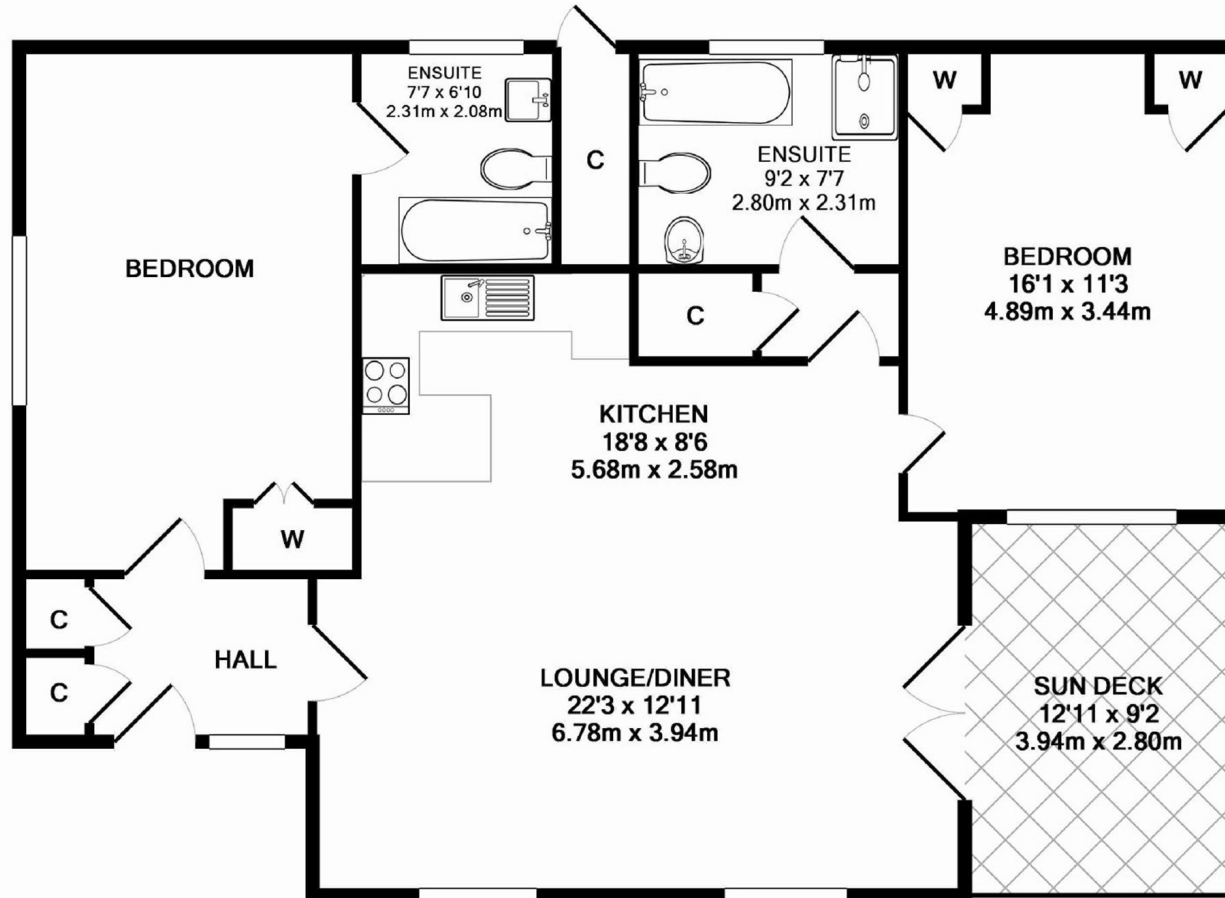 ENSUITE
7'7 x 6'10
2.31m x 2.08m
C
ENSUITE
9'2 x 7'7
2.80m x 2.31m
W
W
BEDROOM
BEDROOM
16'1 x 11'3
4.89m x 3.44m
C
KITCHEN
18'8 x 8'6
5.68m x 2.58m
W
C
HALL
C
LOUNGE/DINER
22'3 x 12'11
6.78m x 3.94m
SUN DECK
12'11 x 9'2
3.94m x 2.80m